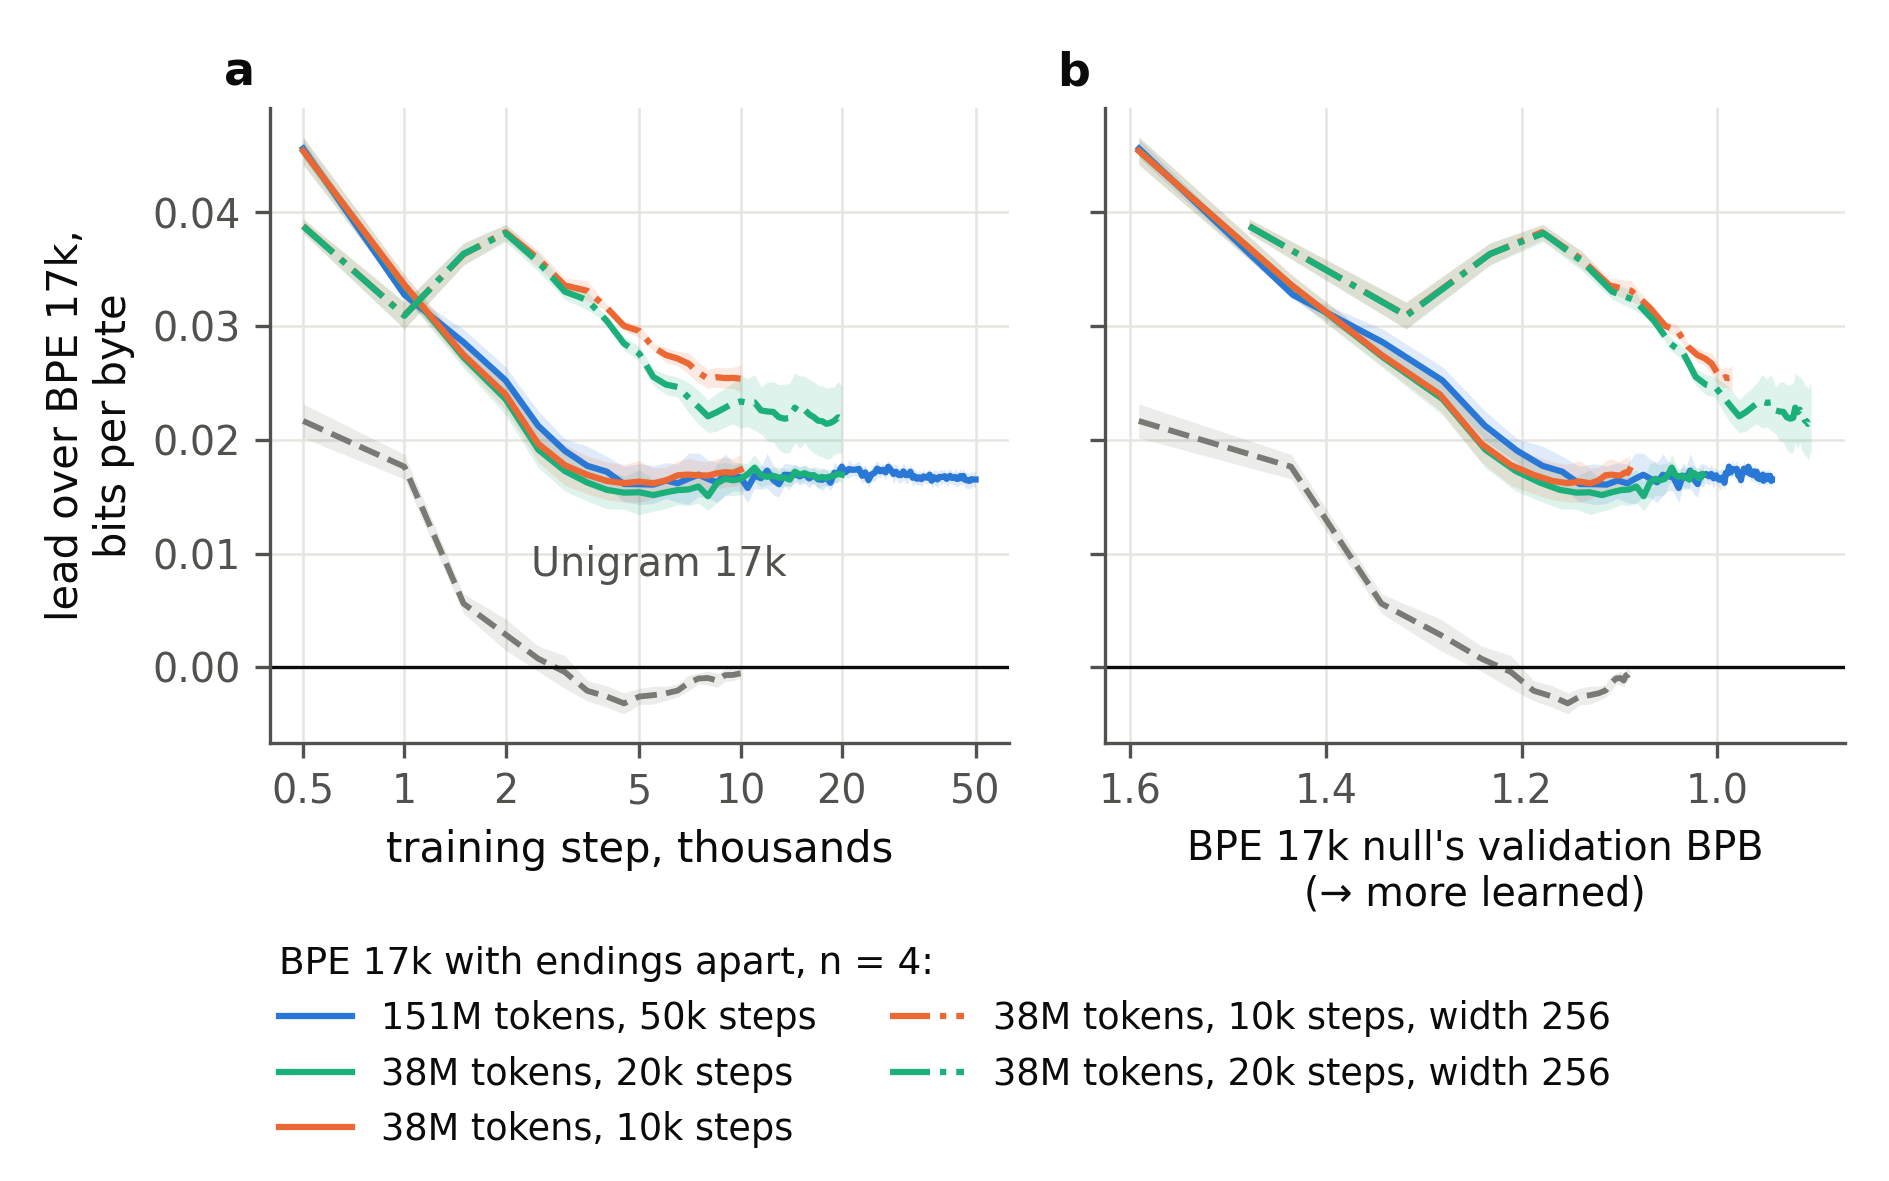 a
b
lead over BPE 17k,
bits per byte
0.04
0.03
0.02
0.01
0.00
Unigram 17k
0.5 1 2 5 10 20 50
1.6 1.4 1.2 1.0
training step, thousands
BPE 17k null's validation BPB
(→ more learned)
BPE 17k with endings apart, n = 4:
151M tokens, 50k steps
38M tokens, 20k steps
38M tokens, 10k steps
38M tokens, 10k steps, width 256
38M tokens, 20k steps, width 256